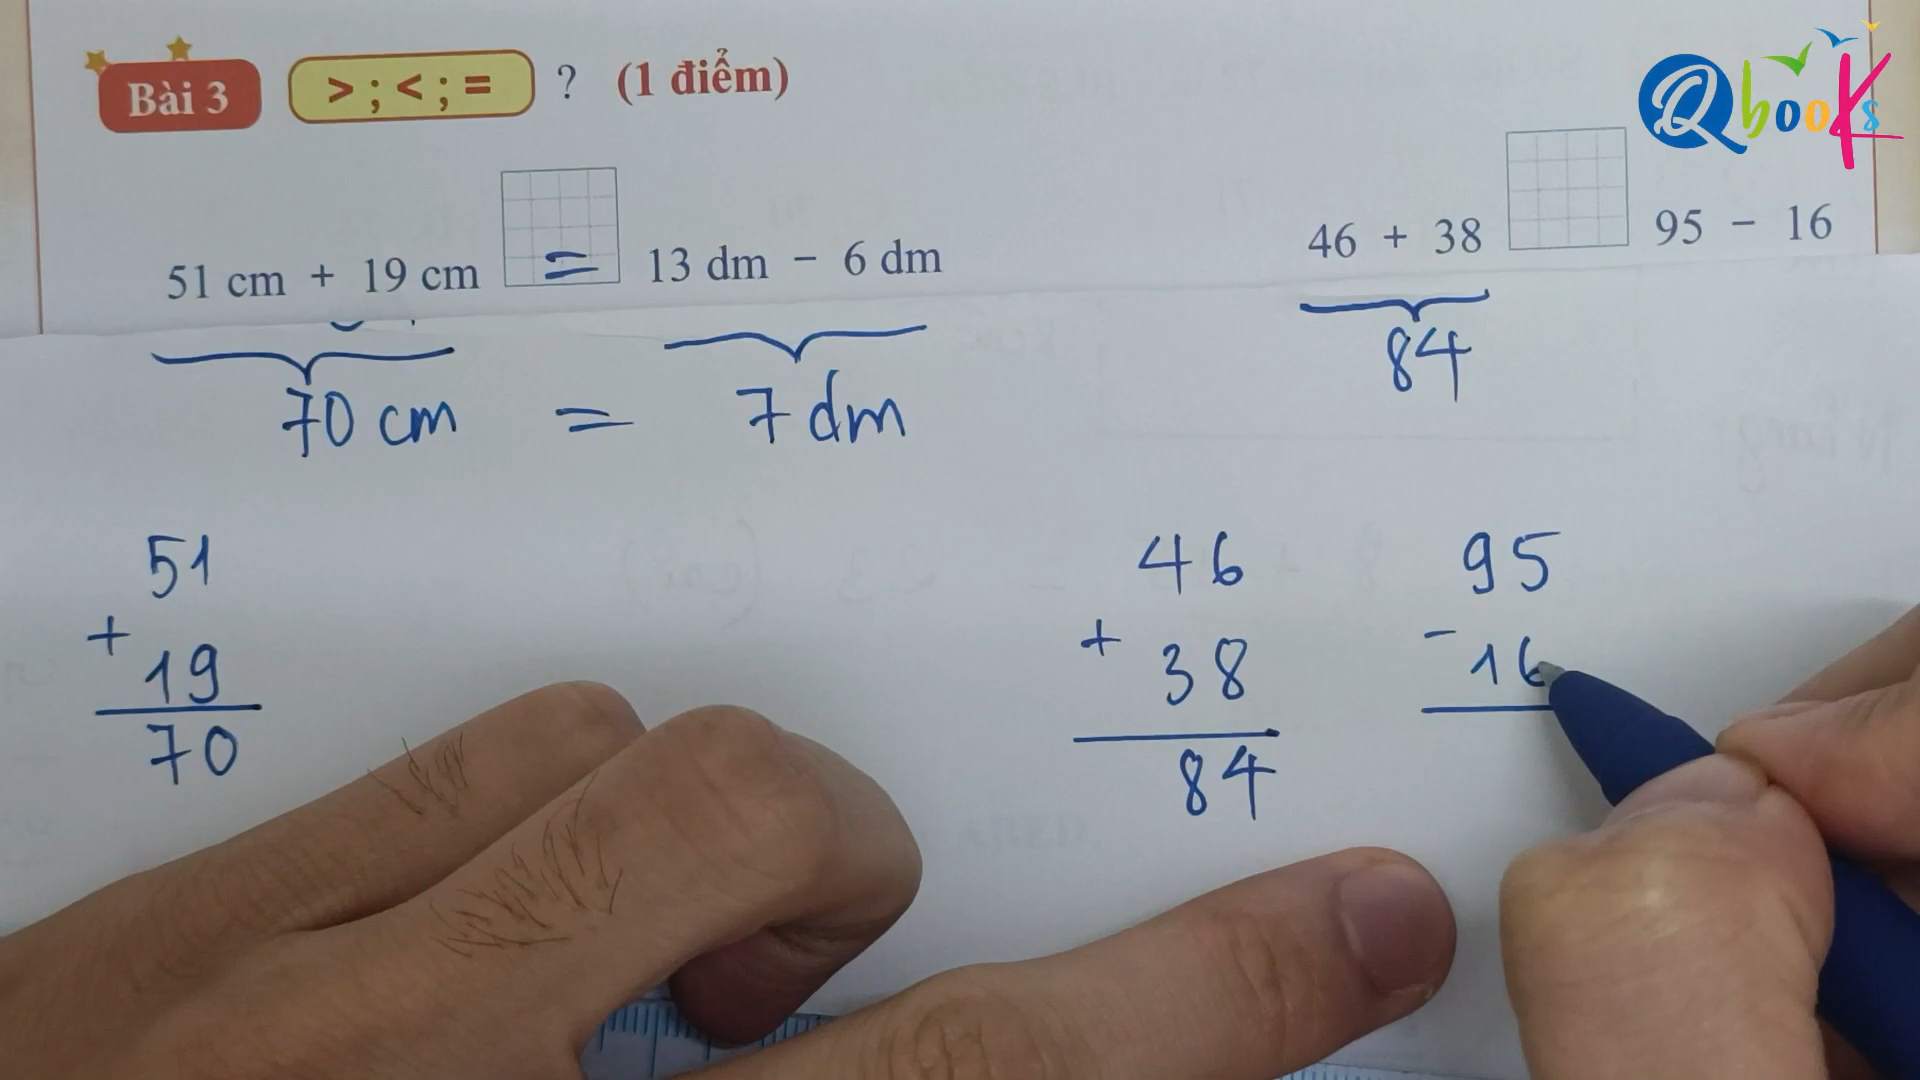 Bài 3 > ; < ; = ? (1 điểm)
Qbooks
51 cm + 19 cm = 13 dm - 6 dm
46 + 38 95 - 16
70 cm = 7 dm
84
51
+
19
70
46
+
38
84
95
-
16